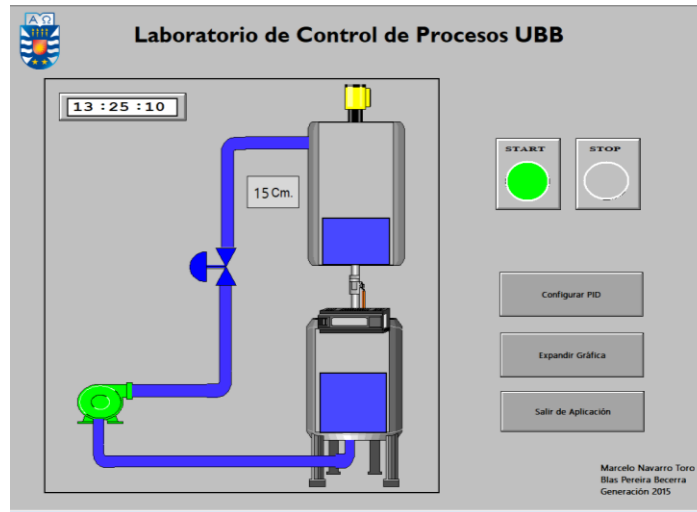 Laboratorio de Control de Procesos UBB
13 : 25 : 10
START
STOP
15 Cm.
Configurar PID
Expandir Gráfica
Salir de Aplicación
Marcelo Navarro Toro
Blas Pereira Becerra
Generación 2015